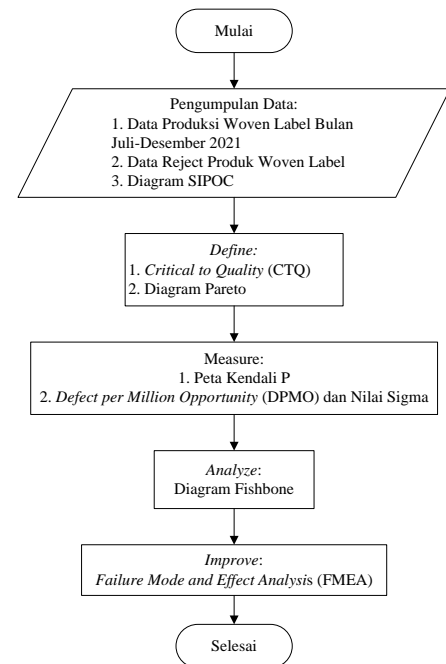 Mulai
Pengumpulan Data:
1. Data Produksi Woven Label Bulan
Juli-Desember 2021
2. Data Reject Produk Woven Label
3. Diagram SIPOC
Define:
1. Critical to Quality (CTQ)
2. Diagram Pareto
Measure:
1. Peta Kendali P
2. Defect per Million Opportunity (DPMO) dan Nilai Sigma
Analyze:
Diagram Fishbone
Improve:
Failure Mode and Effect Analysis (FMEA)
Selesai